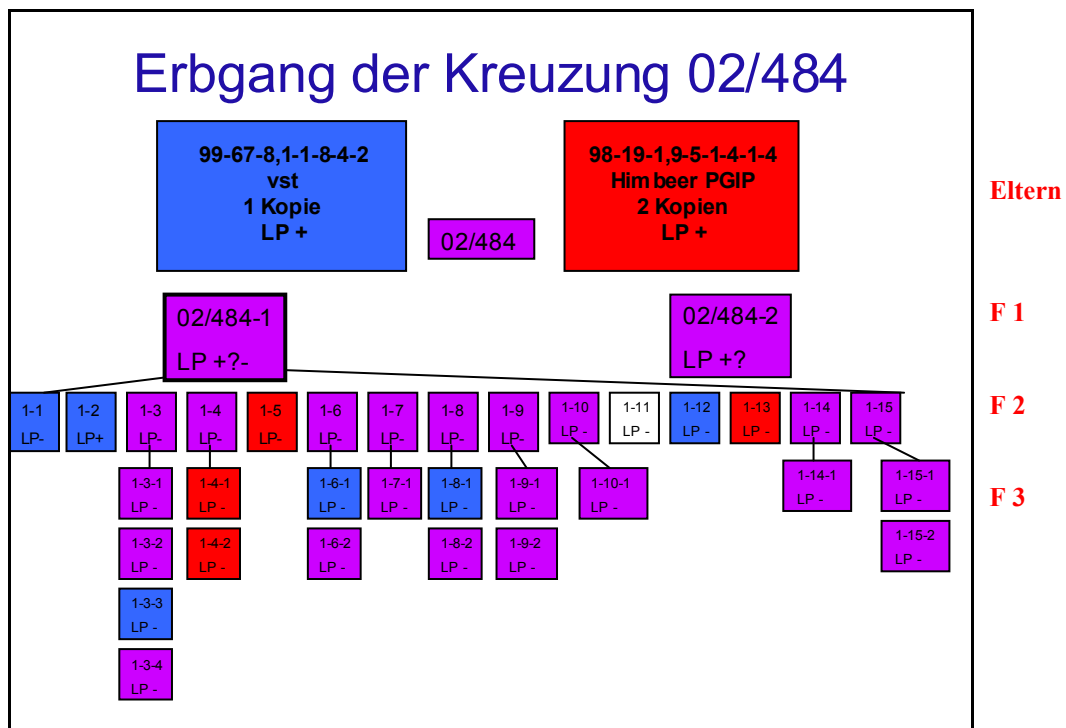 Erbgang der Kreuzung 02/484
99-67-8,1-1-8-4-2
vst
1 Kopie
LP +
98-19-1,9-5-1-4-1-4
Himbeer PGIP
2 Kopien
LP +
02/484
Eltern
02/484-1
LP +?-
02/484-2
LP +?
F 1
1-1
LP-
1-2
LP+
1-3
LP-
1-4
LP-
1-5
LP-
1-6
LP-
1-7
LP-
1-8
LP-
1-9
LP-
1-10
LP -
1-11
LP -
1-12
LP -
1-13
LP -
1-14
LP -
1-15
LP -
F 2
1-3-1
LP -
1-4-1
LP -
1-6-1
LP -
1-7-1
LP -
1-8-1
LP -
1-9-1
LP -
1-10-1
LP -
1-14-1
LP -
1-15-1
LP -
F 3
1-3-2
LP -
1-4-2
LP -
1-6-2
LP -
1-8-2
LP -
1-9-2
LP -
1-15-2
LP -
1-3-3
LP -
1-3-4
LP -